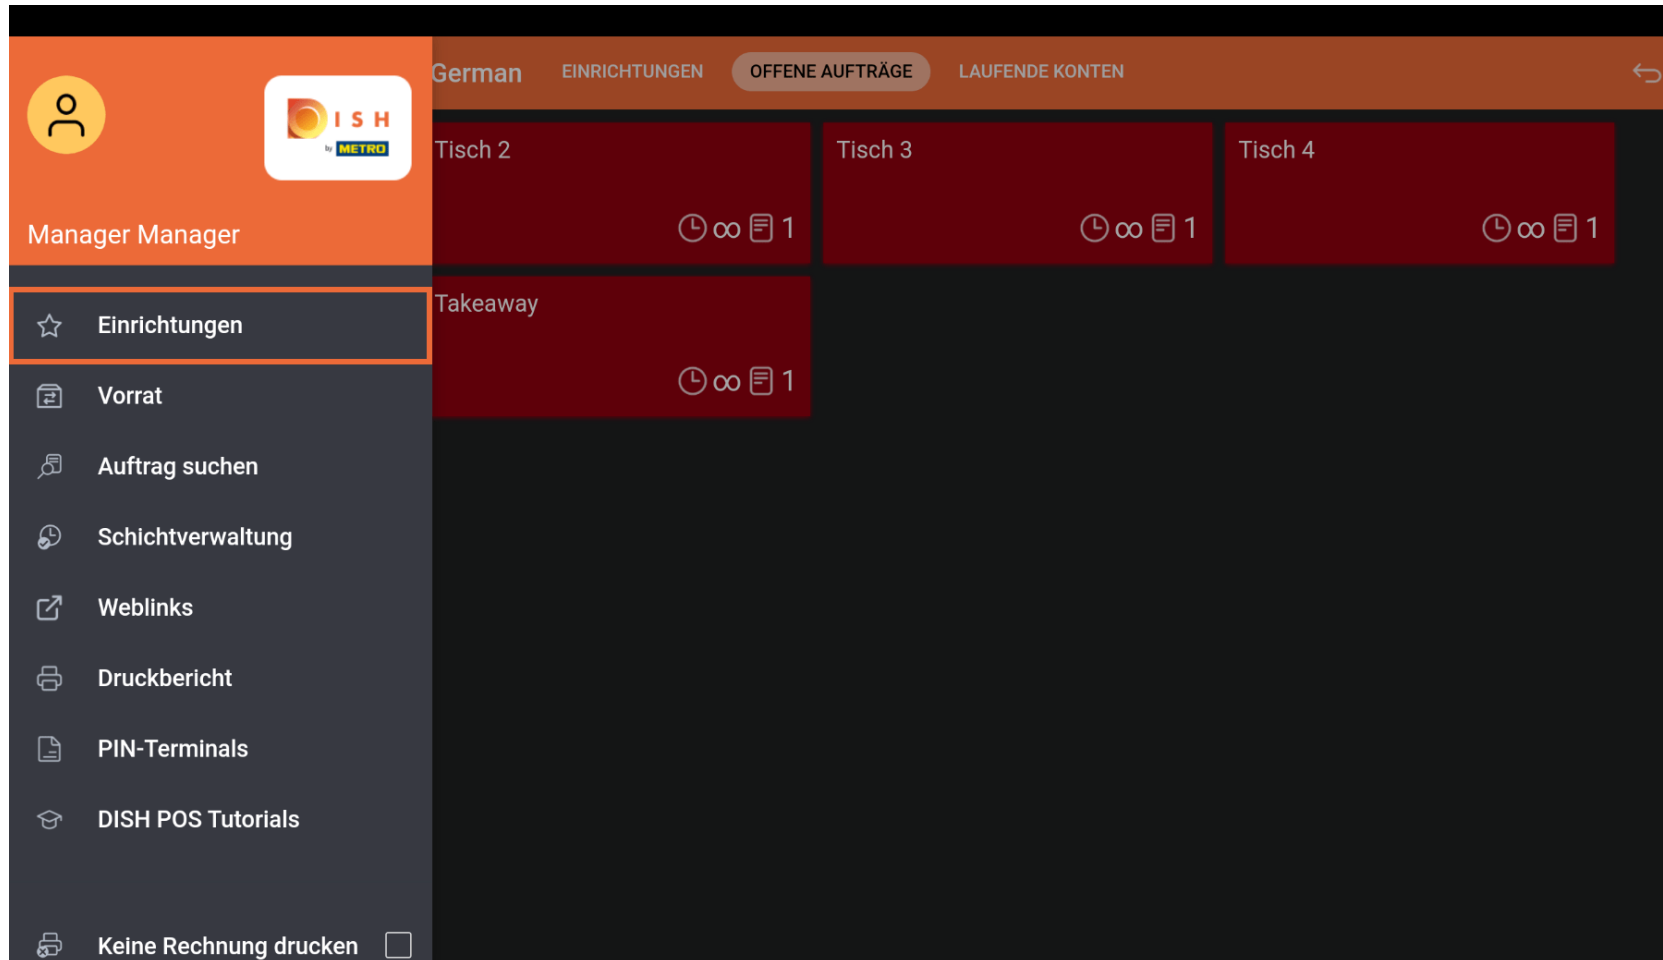 German EINRICHTUNGEN OFFENE AUFTRÄGE LAUFENDE KONTEN
DISH
by METRO
Manager Manager
Einrichtungen
Vorrat
Auftrag suchen
Schichtverwaltung
Weblinks
Druckbericht
PIN-Terminals
DISH POS Tutorials
Keine Rechnung drucken
Tisch 2
∞ 1
Tisch 3
∞ 1
Tisch 4
∞ 1
Takeaway
∞ 1